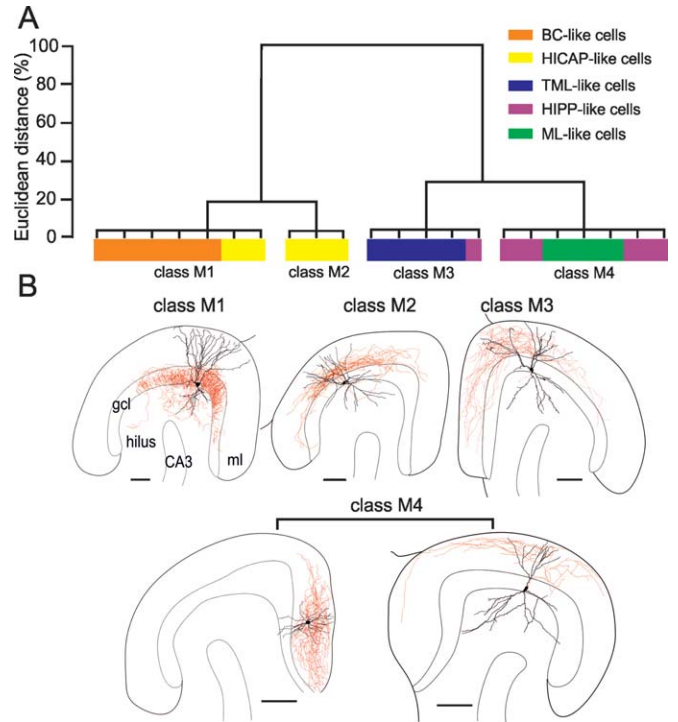 A
Euclidean distance (%)
100
80
60
40
20
0
BC-like cells
HICAP-like cells
TML-like cells
HIPP-like cells
ML-like cells
class M1
class M2
class M3
class M4
B
class M1
class M2
class M3
gcl
hilus
CA3
ml
class M4